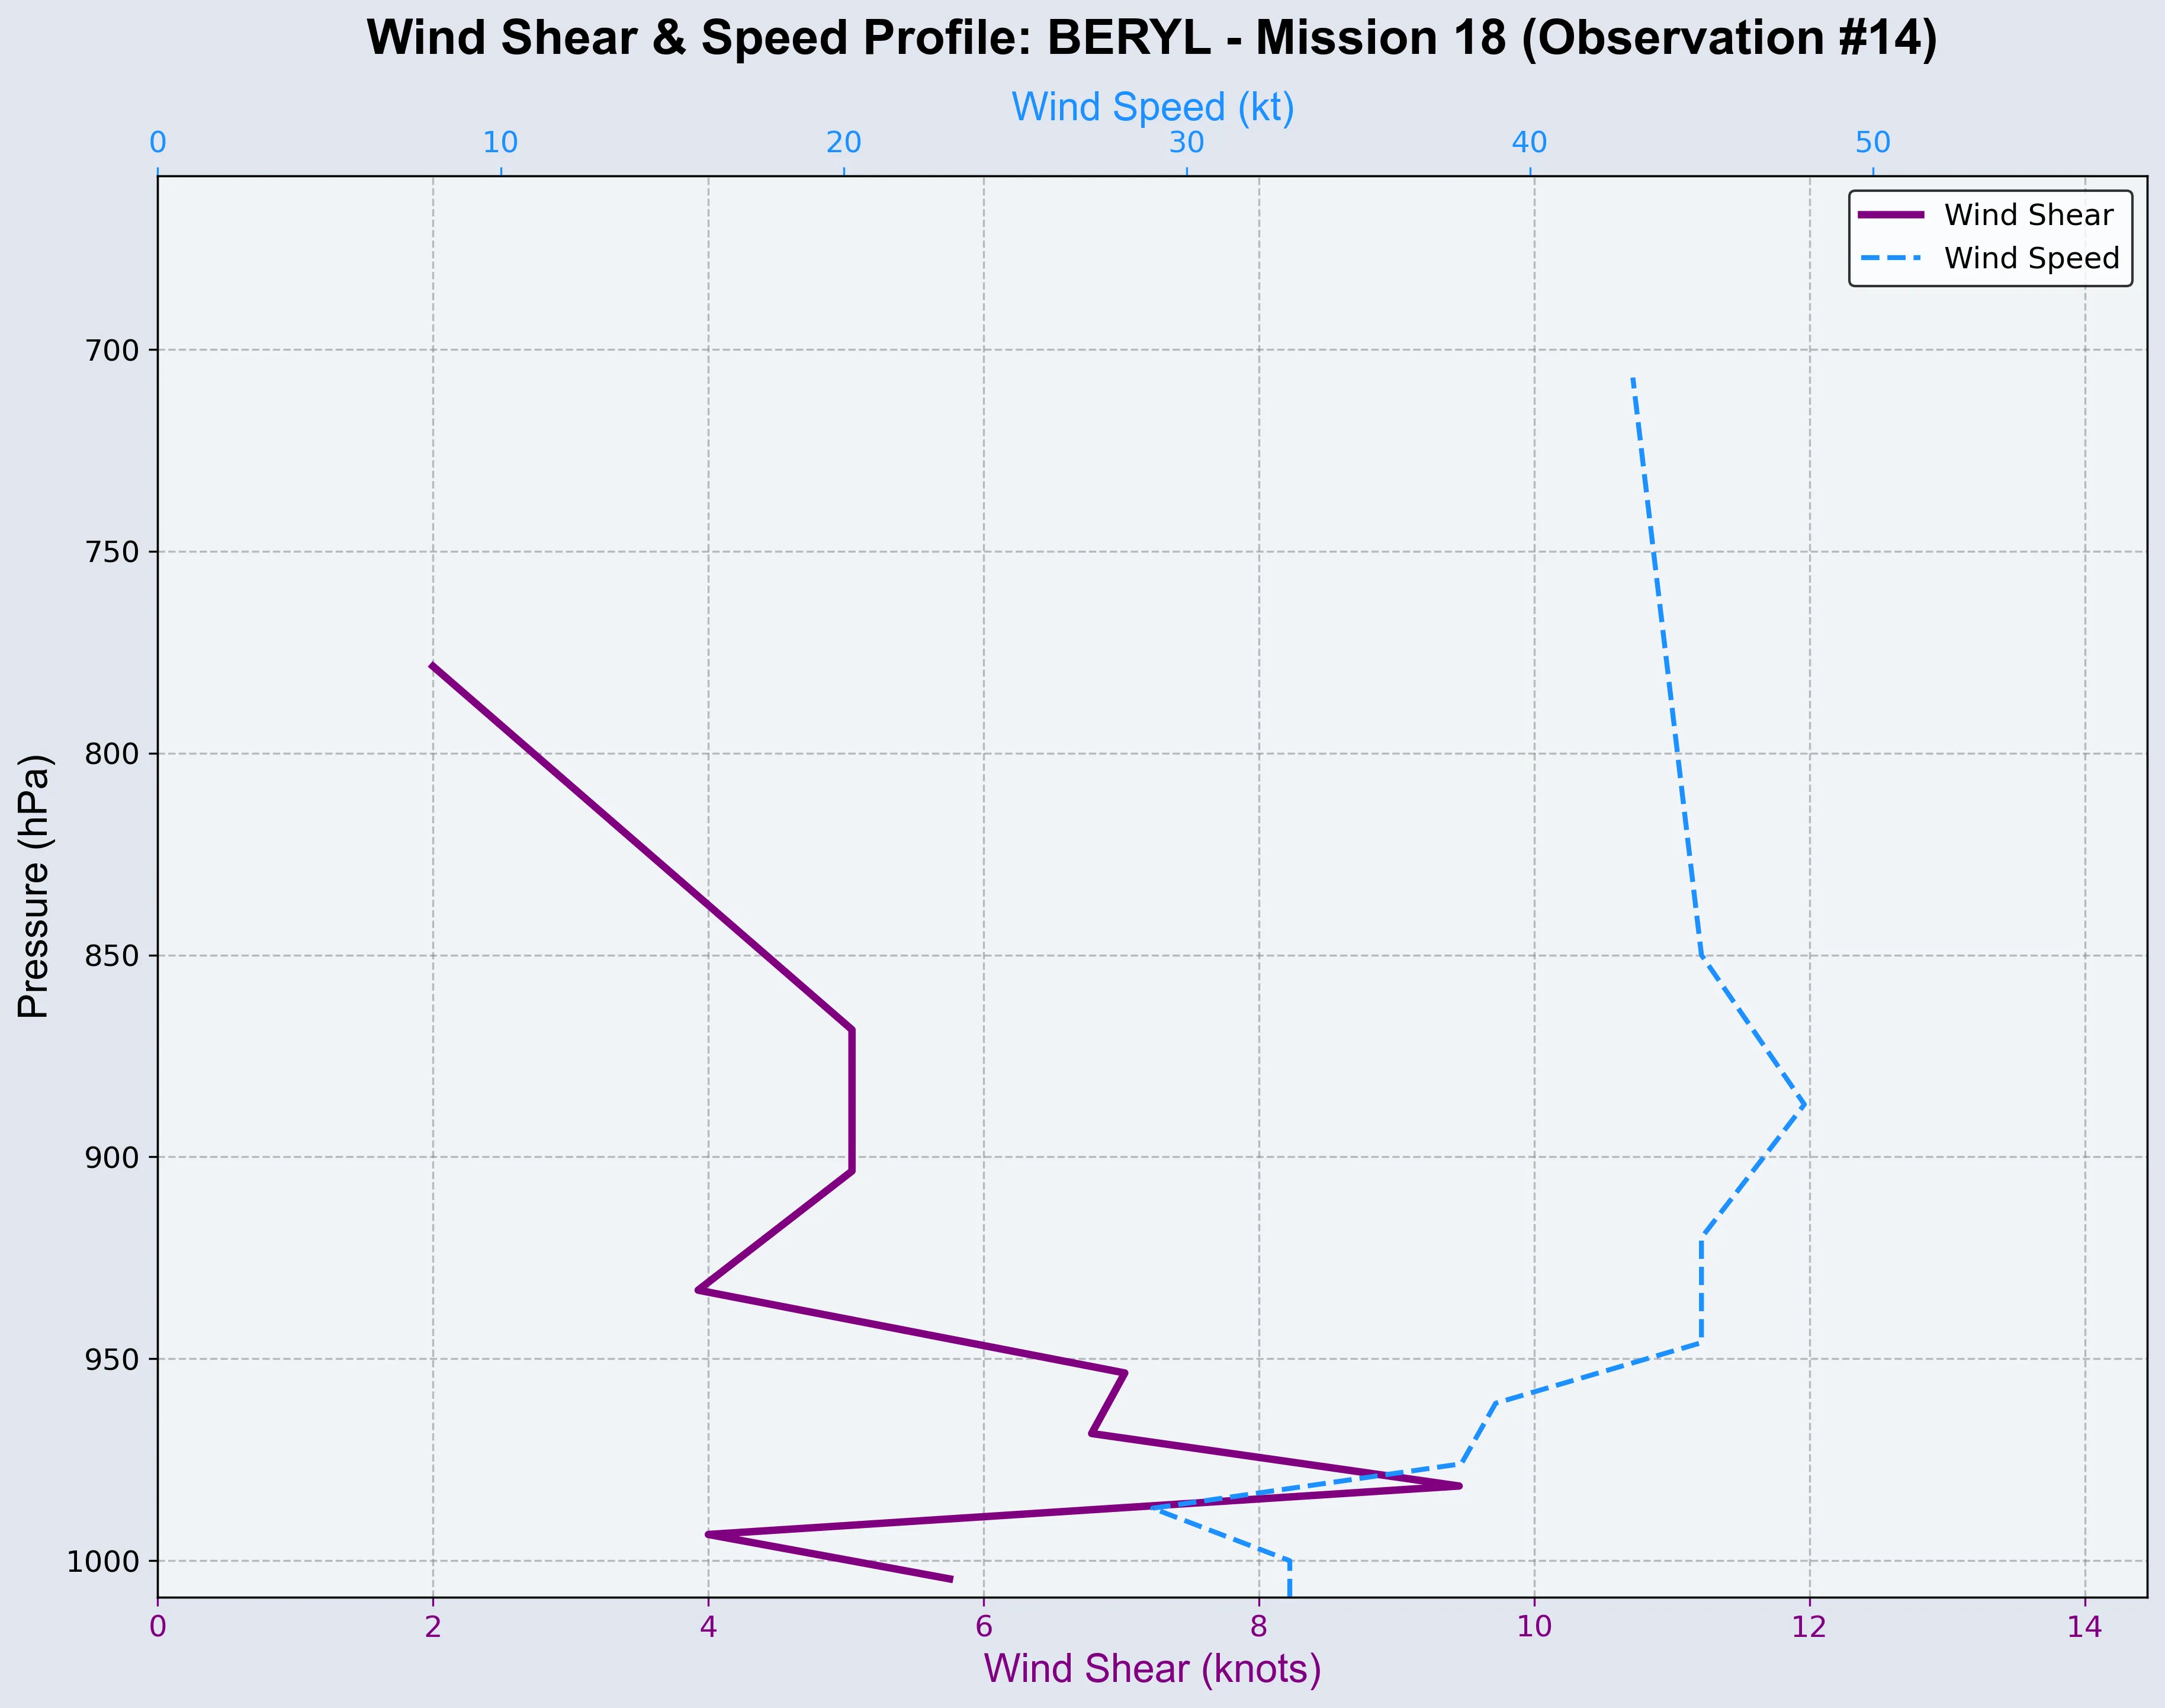 Wind Shear & Speed Profile: BERYL - Mission 18 (Observation #14)
Wind Speed (kt)
0 10 20 30 40 50
Wind Shear
Wind Speed
700
750
800
850
900
950
1000
Pressure (hPa)
0 2 4 6 8 10 12 14
Wind Shear (knots)